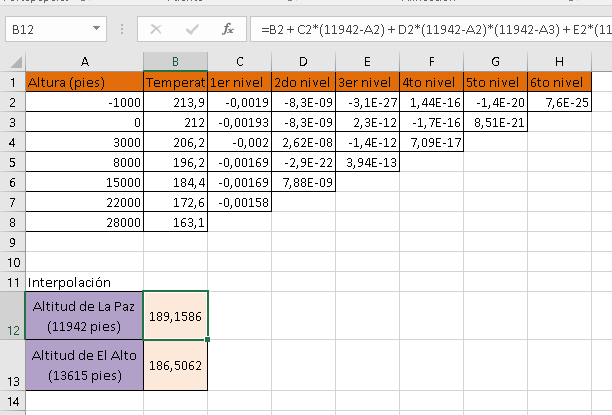 B12 fx =B2 + C2*(11942-A2) + D2*(11942-A2)*(11942-A3) + E2*(11
A B C D E F G H
1 Altura (pies) Temperat 1er nivel 2do nivel 3er nivel 4to nivel 5to nivel 6to nivel
2 -1000 213,9 -0,0019 -8,3E-09 -3,1E-27 1,44E-16 -1,4E-20 7,6E-25
3 0 212 -0,00193 -8,3E-09 2,3E-12 -1,7E-16 8,51E-21
4 3000 206,2 -0,002 2,62E-08 -1,4E-12 7,09E-17
5 8000 196,2 -0,00169 -2,9E-22 3,94E-13
6 15000 184,4 -0,00169 7,88E-09
7 22000 172,6 -0,00158
8 28000 163,1
9
10
11 Interpolación
Altitud de La Paz
12 (11942 pies) 189,1586
Altitud de El Alto
13 (13615 pies) 186,5062
14